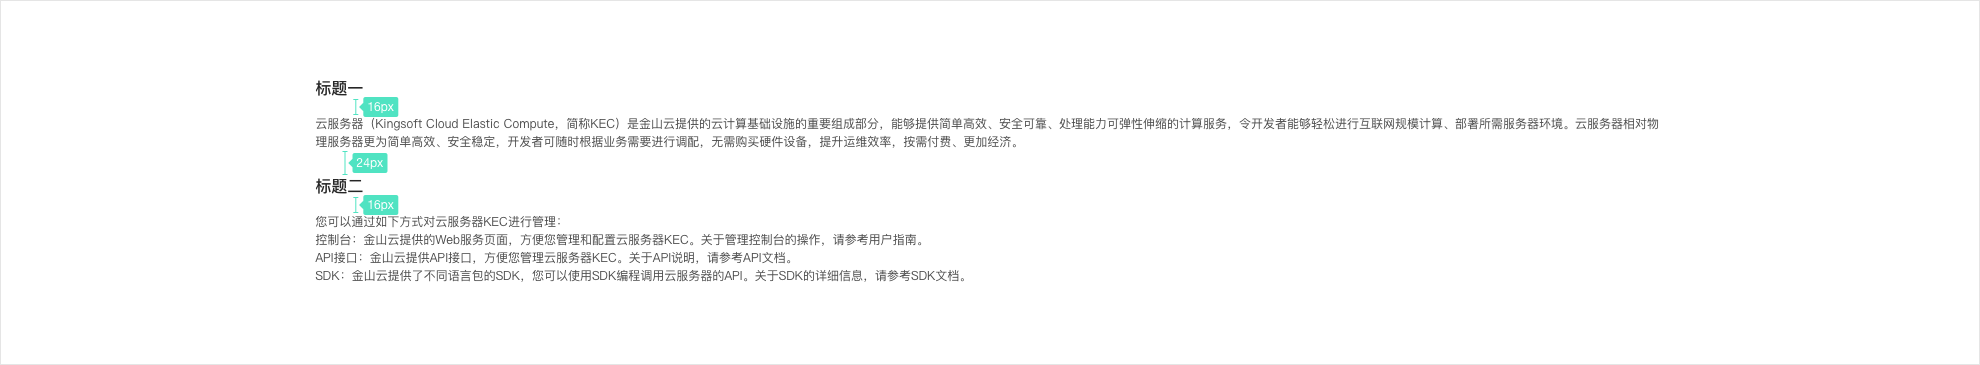 标题一
16px
云服务器（Kingsoft Cloud Elastic Compute，简称KEC）是金山云提供的云计算基础设施的重要组成部分，能够提供简单高效、安全可靠、处理能力可弹性伸缩的计算服务，令开发者能够轻松进行互联网规模计算、部署所需服务器环境。云服务器相对物
理服务器更为简单高效、安全稳定，开发者可随时根据业务需要进行调配，无需购买硬件设备，提升运维效率，按需付费、更加经济。
24px
标题二
16px
您可以通过如下方式对云服务器KEC进行管理：
控制台：金山云提供的Web服务页面，方便您管理和配置云服务器KEC。关于管理控制台的操作，请参考用户指南。
API接口：金山云提供API接口，方便您管理云服务器KEC。关于API说明，请参考API文档。
SDK：金山云提供了不同语言包的SDK，您可以使用SDK编程调用云服务器的API。关于SDK的详细信息，请参考SDK文档。